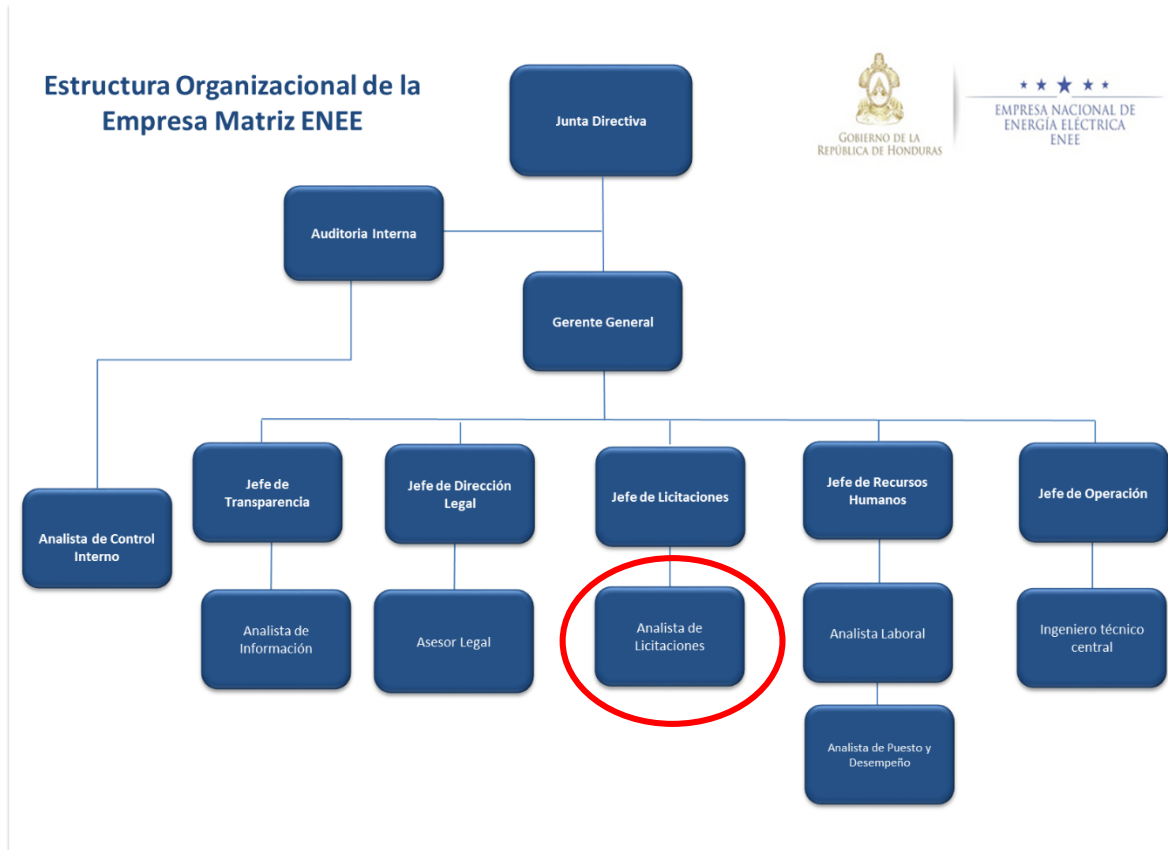 Estructura Organizacional de la
Empresa Matriz ENEE
Junta Directiva
GOBIERNO DE LA
REPÚBLICA DE HONDURAS
EMPRESA NACIONAL DE
ENERGÍA ELÉCTRICA
ENEE
Auditoria Interna
Gerente General
Jefe de
Transparencia
Jefe de Dirección
Legal
Jefe de Licitaciones
Jefe de Recursos
Humanos
Jefe de Operación
Analista de Control
Interno
Analista de
Información
Asesor Legal
Analista de
Licitaciones
Analista Laboral
Ingeniero técnico
central
Analista de Puesto y
Desempeño